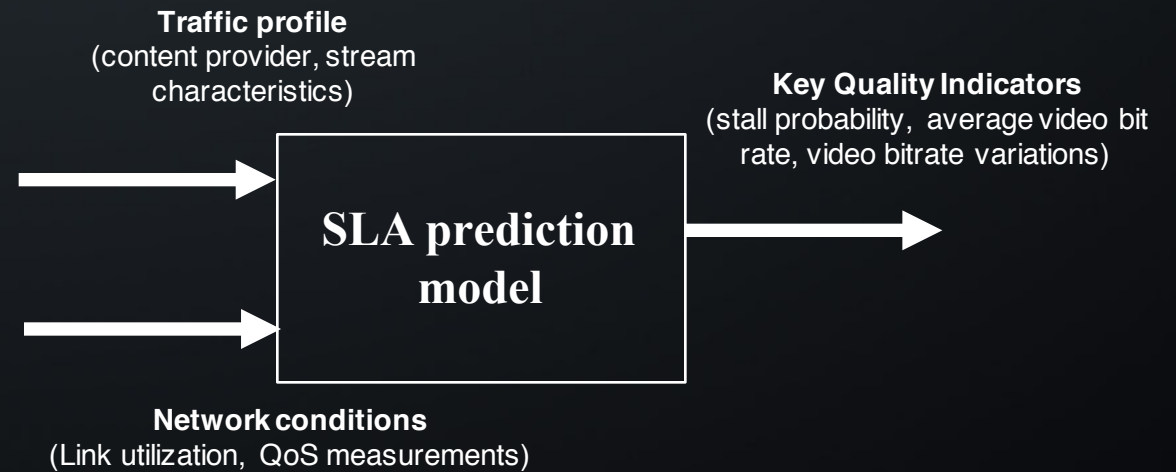 Traffic profile
(content provider, stream
characteristics)
Key Quality Indicators
(stall probability, average video bit
rate, video bitrate variations)
SLA prediction
model
Network conditions
(Link utilization, QoS measurements)